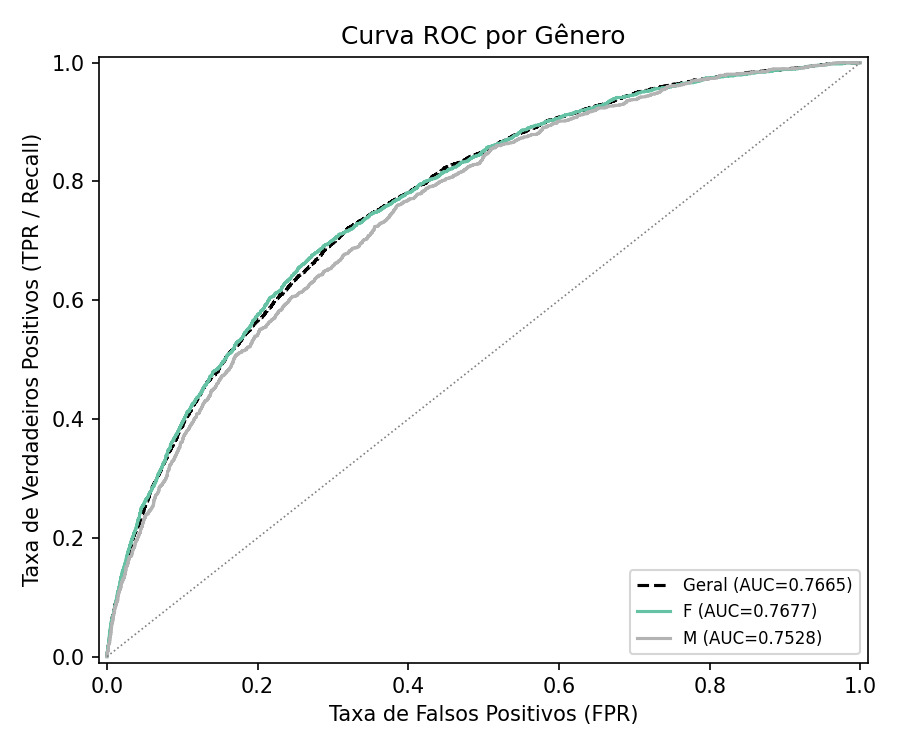 Curva ROC por Gênero
1.0
0.8
0.6
0.4
0.2
0.0
Taxa de Verdadeiros Positivos (TPR / Recall)
0.0 0.2 0.4 0.6 0.8 1.0
Taxa de Falsos Positivos (FPR)
Geral (AUC=0.7665)
F (AUC=0.7677)
M (AUC=0.7528)